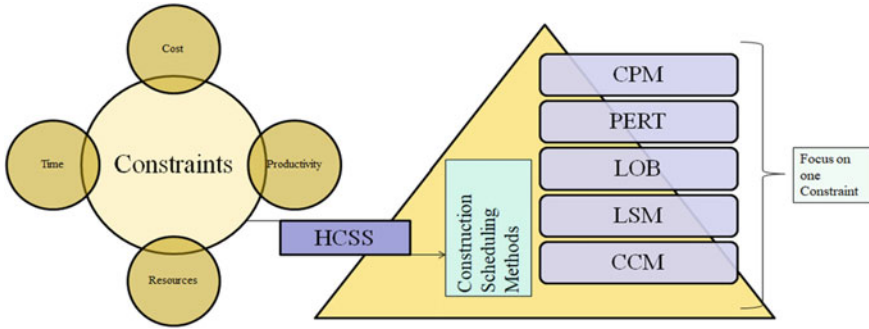 Cost
Time
Constraints
Productivity
Resources
HCSS
Construction
Scheduling
Methods
CPM
PERT
LOB
LSM
CCM
Focus on
one
Constraint